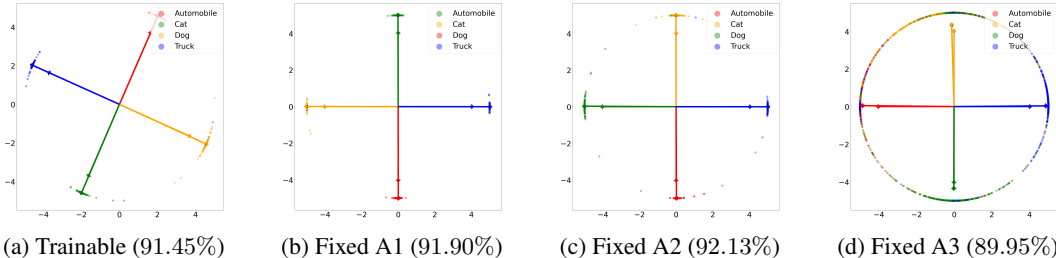 Automobile
Cat
Dog
Truck
4
2
0
−2
−4
−4 −2 0 2 4
(a) Trainable (91.45%)
Automobile
Cat
Dog
Truck
4
2
0
−2
−4
−4 −2 0 2 4
(b) Fixed A1 (91.90%)
Automobile
Cat
Dog
Truck
4
2
0
−2
−4
−4 −2 0 2 4
(c) Fixed A2 (92.13%)
Automobile
Cat
Dog
Truck
4
2
0
−2
−4
−4 −2 0 2 4
(d) Fixed A3 (89.95%)